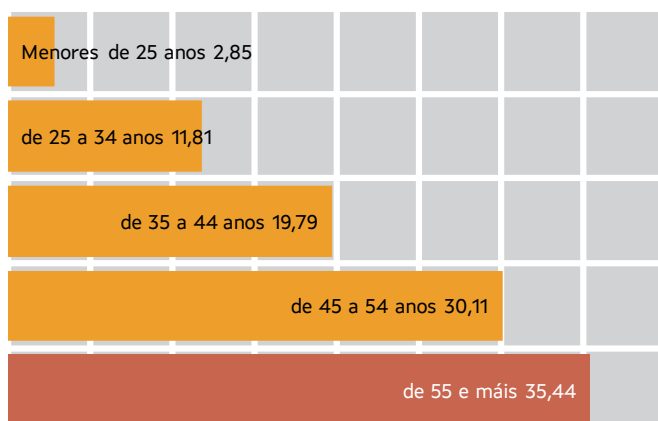 Menores de 25 anos 2,85
de 25 a 34 anos 11,81
de 35 a 44 anos 19,79
de 45 a 54 anos 30,11
de 55 e máis 35,44